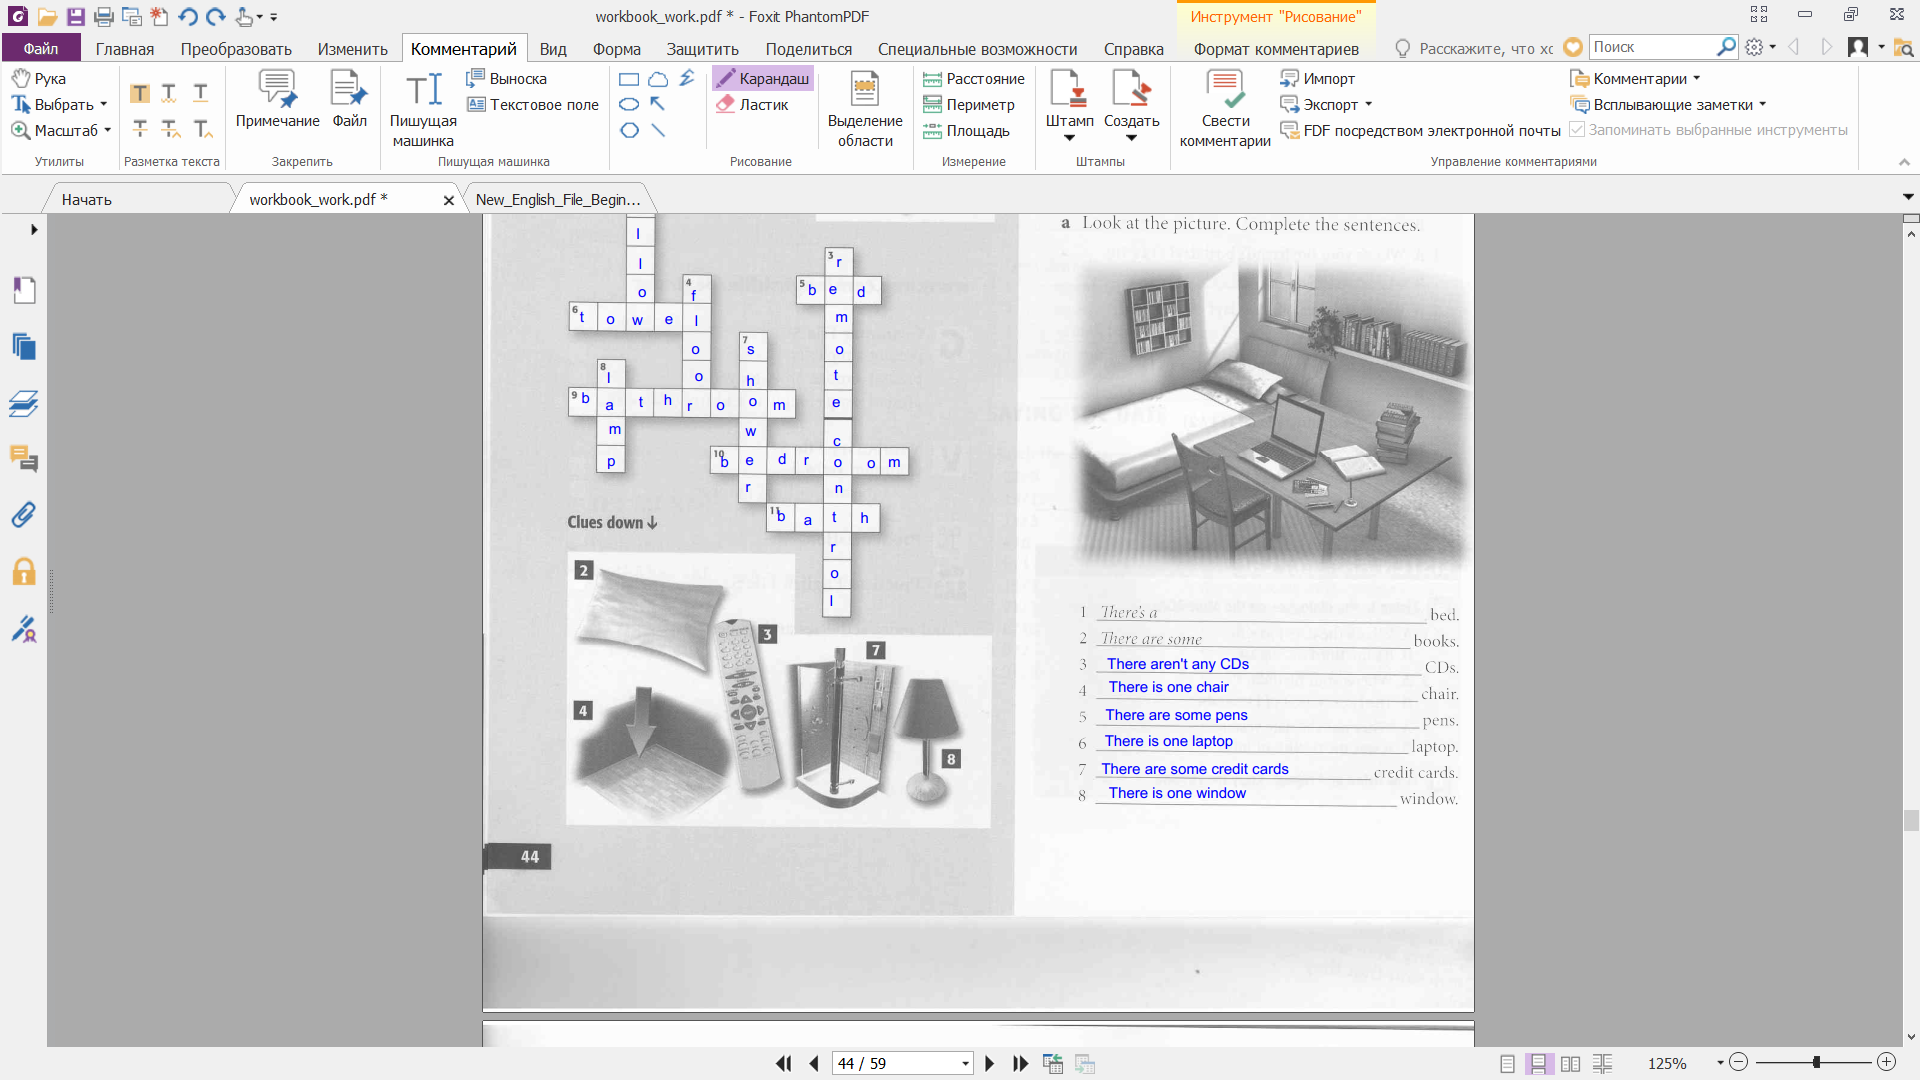 workbook_work.pdf * - Foxit PhantomPDF
Инструмент "Рисование"
Файл
Главная
Преобразовать
Изменить
Комментарий
Вид
Форма
Защитить
Поделиться
Специальные возможности
Справка
Формат комментариев
Расскажите, что хс
Поиск
Рука
Выбрать
Масштаб
Утилиты
Разметка текста
Примечание
Файл
Закрепить
Пишущая машинка
Выноска
Текстовое поле
Пишущая машинка
Карандаш
Ластик
Рисование
Выделение области
Расстояние
Периметр
Площадь
Измерение
Штамп
Создать
Штампы
Свести комментарии
Импорт
Экспорт
FDF посредством электронной почты
Комментарии
Всплывающие заметки
Запоминать выбранные инструменты
Управление комментариями
Начать
workbook_work.pdf *
New_English_File_Begin...
l
l
o
4 f
l
o
o
6 t o w e l
3 r
e
m
o
t
e
c
o
n
t
r
o
l
5 b e d
7 s
h
o
w
e
r
8 l
a
m
p
9 b a t h r o o m
10 b e d r o o m
11 b a t h
Clues down ↓
2
3
4
7
8
44
a Look at the picture. Complete the sentences.
1 There's a bed.
2 There are some books.
3 There aren't any CDs CDs.
4 There is one chair chair.
5 There are some pens pens.
6 There is one laptop laptop.
7 There are some credit cards credit cards.
8 There is one window window.
44 / 59
125%